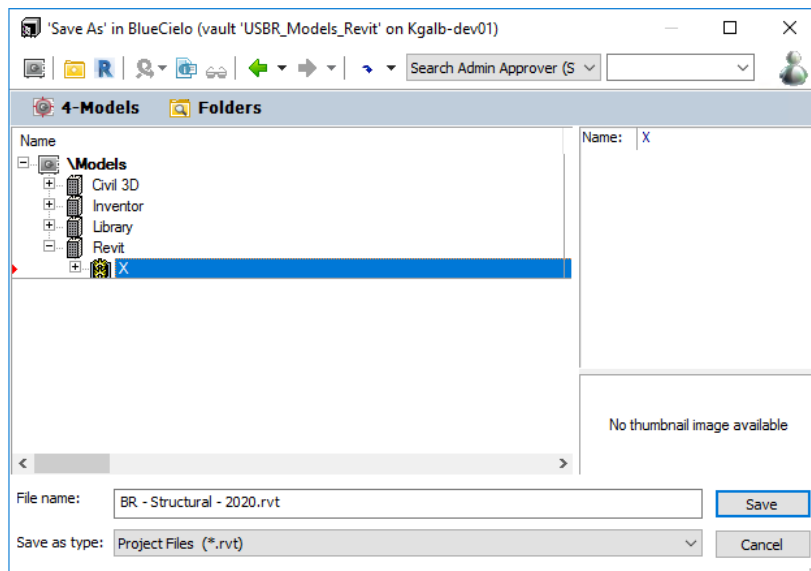 'Save As' in BlueCielo (vault 'USBR_Models_Revit' on Kgalb-dev01)
R Search Admin Approver (S
4-Models Folders
Name
\Models
Civil 3D
Inventor
Library
Revit
X
Name: X
No thumbnail image available
File name: BR - Structural - 2020.rvt Save
Save as type: Project Files (*.rvt) Cancel